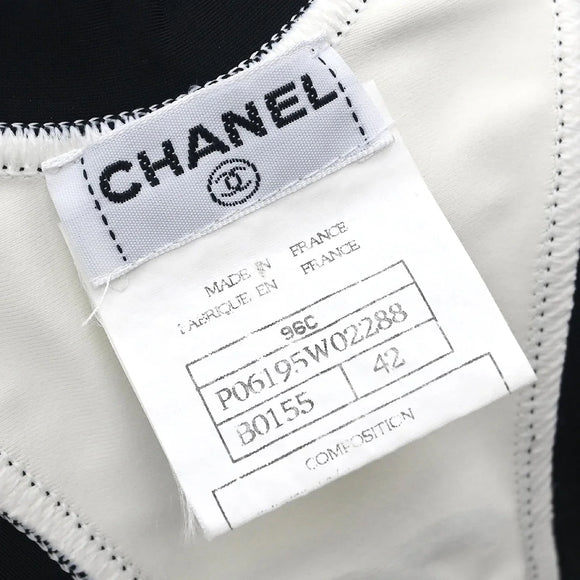 CHANEL
MADE IN FRANCE
FABRIQUE EN FRANCE
96C
P06195W02288
B0155 42
COMPOSITION